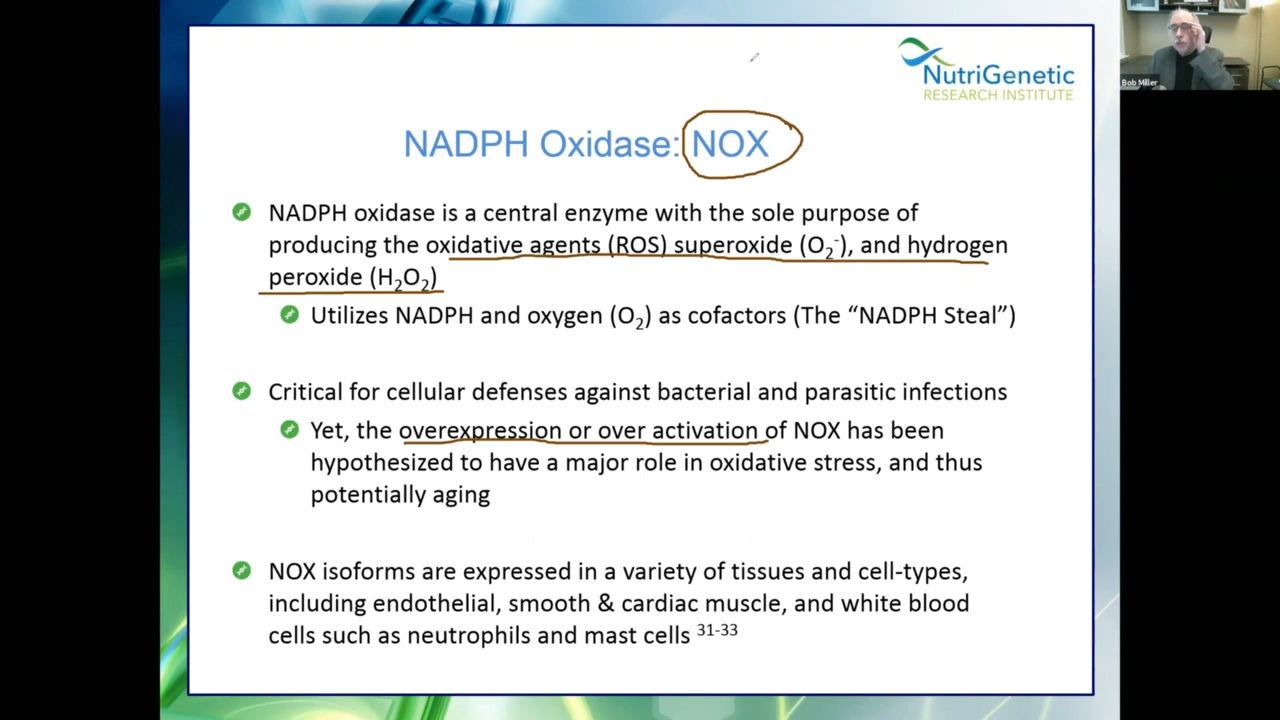 Bob Miller
NutriGenetic
RESEARCH INSTITUTE
NADPH Oxidase: NOX
NADPH oxidase is a central enzyme with the sole purpose of
producing the oxidative agents (ROS) superoxide (O₂⁻), and hydrogen
peroxide (H₂O₂)
Utilizes NADPH and oxygen (O₂) as cofactors (The “NADPH Steal”)
Critical for cellular defenses against bacterial and parasitic infections
Yet, the overexpression or over activation of NOX has been
hypothesized to have a major role in oxidative stress, and thus
potentially aging
NOX isoforms are expressed in a variety of tissues and cell-types,
including endothelial, smooth & cardiac muscle, and white blood
cells such as neutrophils and mast cells ³¹⁻³³